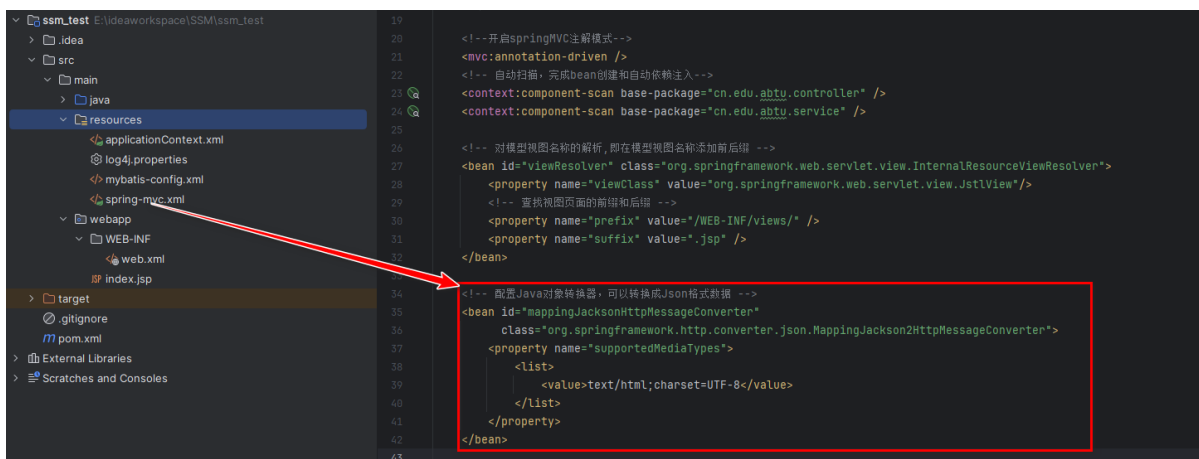 ssm_test E:\ideaworkspace\SSM\ssm_test
.idea
src
main
java
resources
applicationContext.xml
log4j.properties
mybatis-config.xml
spring-mvc.xml
webapp
WEB-INF
web.xml
JSP index.jsp
target
.gitignore
m pom.xml
External Libraries
Scratches and Consoles
19
20 <!--开启springMVC注解模式-->
21 <mvc:annotation-driven />
22 <!-- 自动扫描，完成bean创建和自动依赖注入-->
23 <context:component-scan base-package="cn.edu.abtu.controller" />
24 <context:component-scan base-package="cn.edu.abtu.service" />
25
26 <!-- 对模型视图名称的解析,即在模型视图名称添加前后缀 -->
27 <bean id="viewResolver" class="org.springframework.web.servlet.view.InternalResourceViewResolver">
28 <property name="viewClass" value="org.springframework.web.servlet.view.JstlView"/>
29 <!-- 查找视图页面的前缀和后缀 -->
30 <property name="prefix" value="/WEB-INF/views/" />
31 <property name="suffix" value=".jsp" />
32 </bean>
34 <!-- 配置Java对象转换器，可以转换成Json格式数据 -->
35 <bean id="mappingJacksonHttpMessageConverter"
36 class="org.springframework.http.converter.json.MappingJackson2HttpMessageConverter">
37 <property name="supportedMediaTypes">
38 <list>
39 <value>text/html;charset=UTF-8</value>
40 </list>
41 </property>
42 </bean>
43